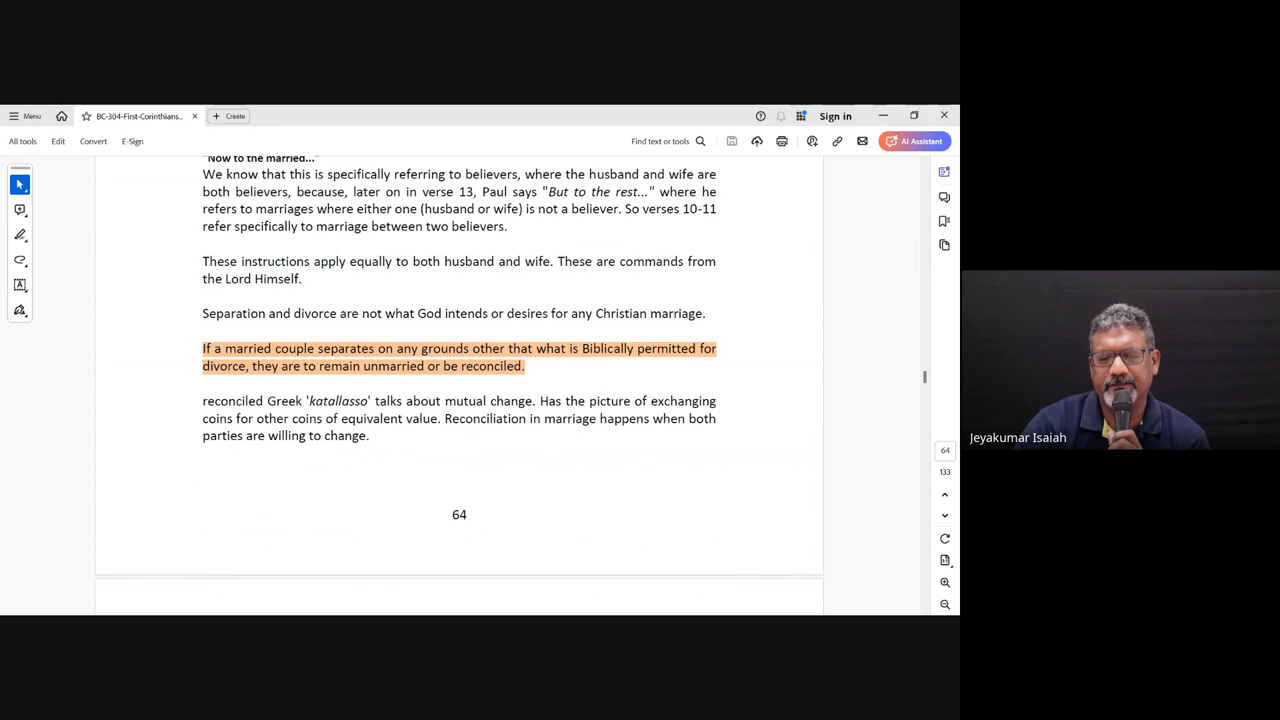 Menu
BC-304-First-Corinthians...
Create
Sign in
All tools
Edit
Convert
E-Sign
Find text or tools
AI Assistant
"Now to the married..."
We know that this is specifically referring to believers, where the husband and wife are
both believers, because, later on in verse 13, Paul says "But to the rest..." where he
refers to marriages where either one (husband or wife) is not a believer. So verses 10-11
refer specifically to marriage between two believers.
These instructions apply equally to both husband and wife. These are commands from
the Lord Himself.
Separation and divorce are not what God intends or desires for any Christian marriage.
If a married couple separates on any grounds other that what is Biblically permitted for
divorce, they are to remain unmarried or be reconciled.
reconciled Greek 'katallasso' talks about mutual change. Has the picture of exchanging
coins for other coins of equivalent value. Reconciliation in marriage happens when both
parties are willing to change.
64
64
133
Jeyakumar Isaiah